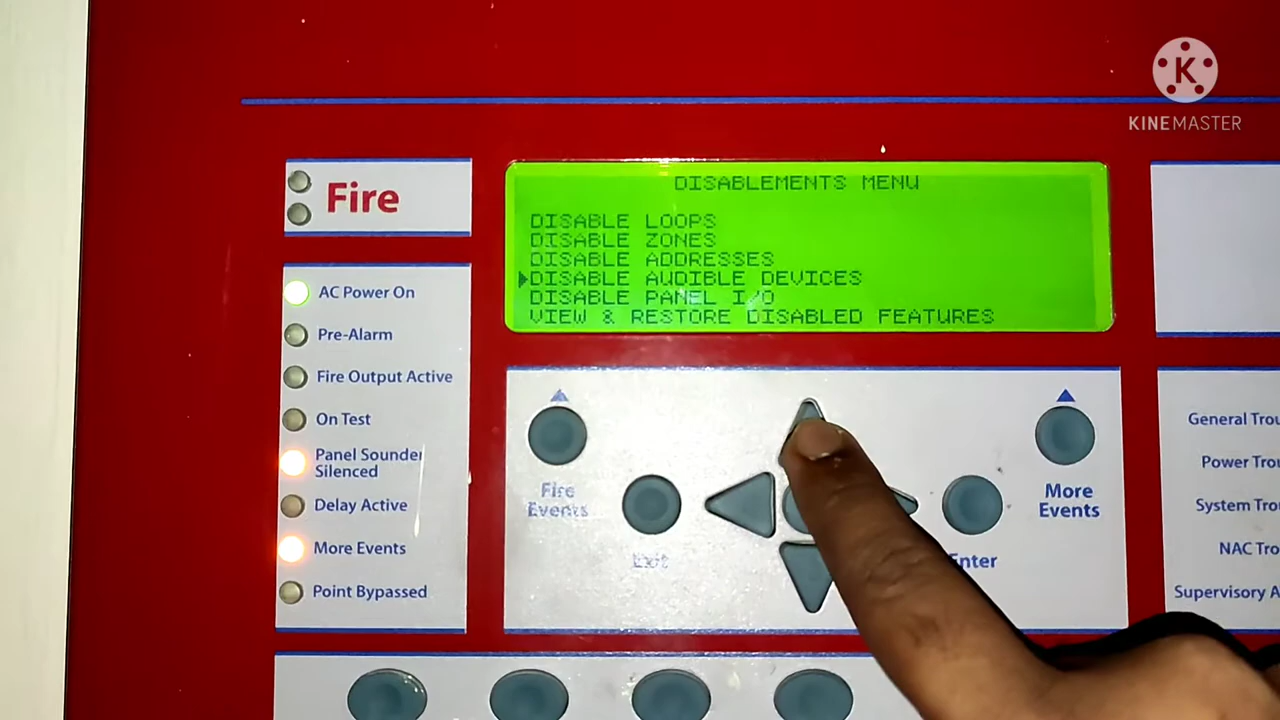 K
KINEMASTER
Fire
DISABLEMENTS MENU
DISABLE LOOPS
DISABLE ZONES
DISABLE ADDRESSES
DISABLE AUDIBLE DEVICES
DISABLE PANEL I/O
VIEW & RESTORE DISABLED FEATURES
AC Power On
Pre-Alarm
Fire Output Active
On Test
Panel Sounder
Silenced
Delay Active
More Events
Point Bypassed
Fire
Events
Exit
Enter
More
Events
General Trou
Power Trou
System Trou
NAC Tro
Supervisory A